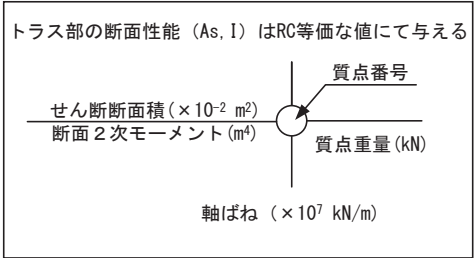 トラス部の断面性能（As,I）はRC等価な値にて与える
質点番号
せん断断面積(×10⁻² m²)
断面２次モーメント(m⁴)
質点重量(kN)
軸ばね（×10⁷ kN/m）